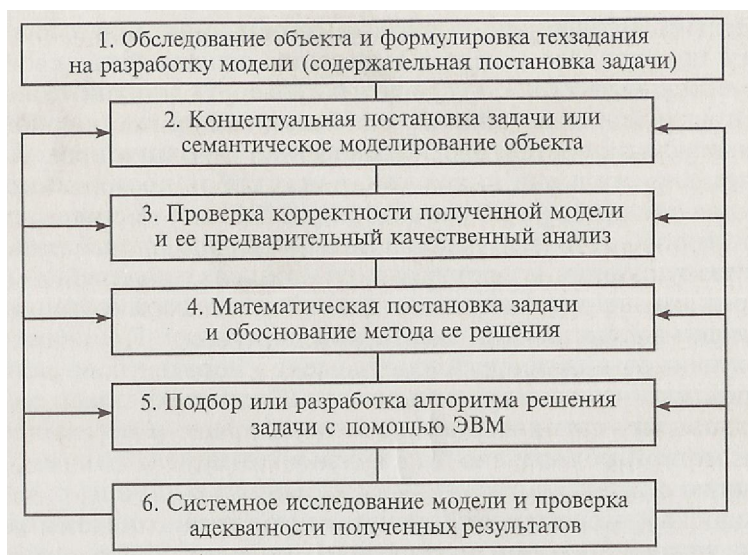 1. Обследование объекта и формулировка техзадания
на разработку модели (содержательная постановка задачи)
2. Концептуальная постановка задачи или
семантическое моделирование объекта
3. Проверка корректности полученной модели
и ее предварительный качественный анализ
4. Математическая постановка задачи
и обоснование метода ее решения
5. Подбор или разработка алгоритма решения
задачи с помощью ЭВМ
6. Системное исследование модели и проверка
адекватности полученных результатов